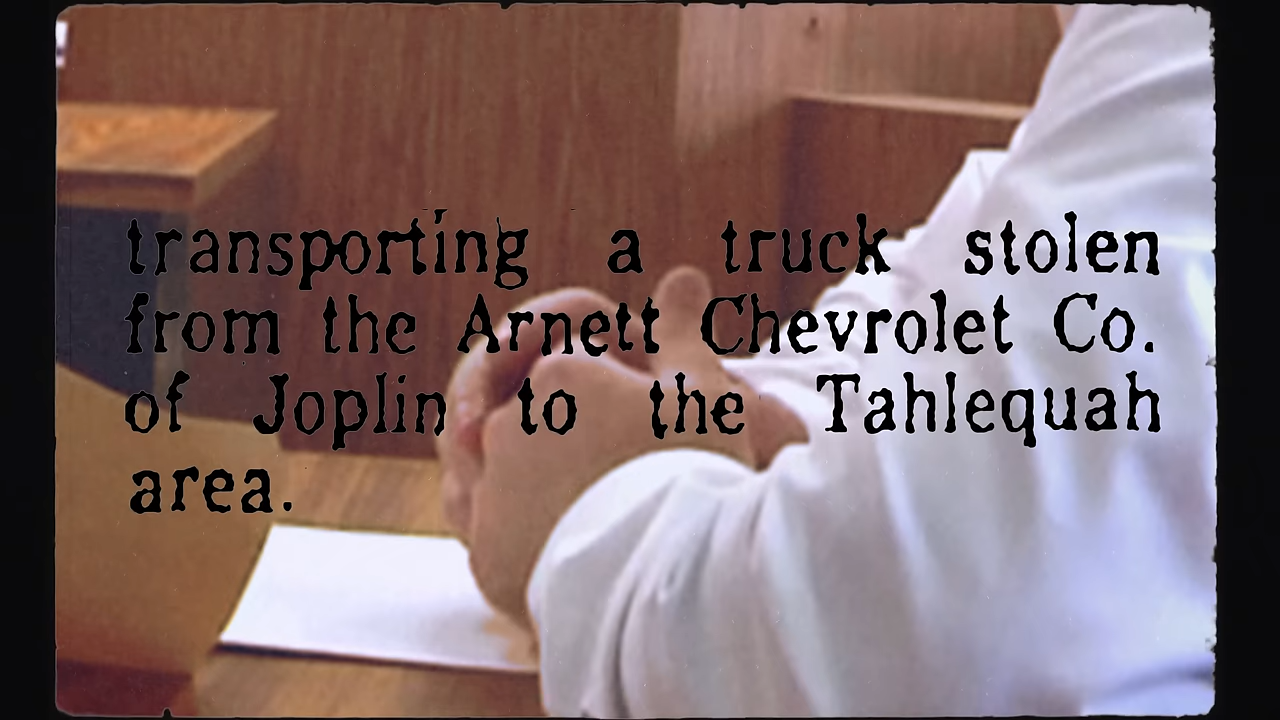 transporting a truck stolen
from the Arnett Chevrolet Co.
of Joplin to the Tahlequah
area.